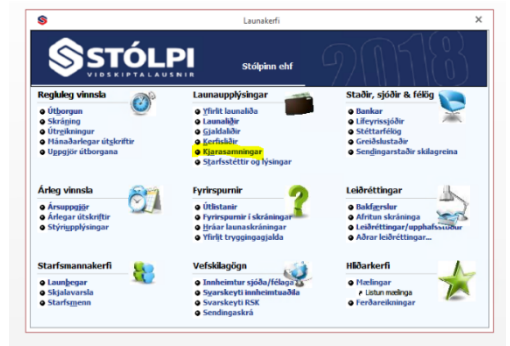 Launakerfi
STÓLPI
VIÐSKIPTALAUSNIR
Stólpinn ehf
2018
Regluleg vinnsla
Útborgun
Skráning
Útreikningur
Mánaðarlegar útskriftir
Uppgjör útborgana
Launaupplýsingar
Yfirlit launaliða
Launaliðir
Gjaldaliðir
Kerfisliðir
Kjarasamningar
Starfsstéttir og lýsingar
Staðir, sjóðir & félög
Bankar
Lífeyrissjóðir
Stéttarfélög
Greiðslustaðir
Sendingarstaðir skilagreina
Árleg vinnsla
Ársuppgjör
Árlegar útskriftir
Stýriupplýsingar
Fyrirspurnir
Útlistanir
Fyrirspurnir í skráningar
Hráar launaskráningar
Yfirlit tryggingagjalda
Leiðréttingar
Bakfærslur
Afritun skráninga
Leiðréttingar/upphafsstöður
Aðrar leiðréttingar...
Starfsmannakerfi
Launþegar
Skjalavarsla
Starfsmenn
Vefskilagögn
Innheimtur sjóða/félaga
Svarskeyti innheimtuaðila
Svarskeyti RSK
Sendingaskrá
Hliðarkerfi
Mælingar
Listun mælinga
Ferðareikningar